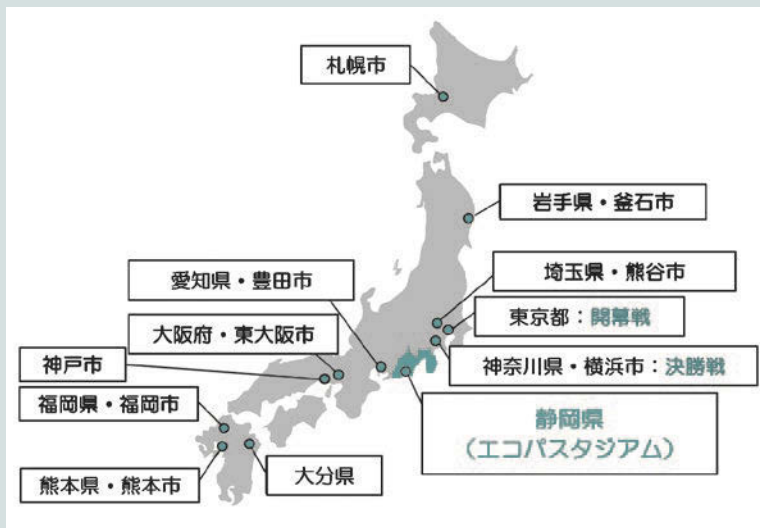 札幌市
岩手県・釜石市
愛知県・豊田市
埼玉県・熊谷市
東京都：開幕戦
大阪府・東大阪市
神戸市
神奈川県・横浜市：決勝戦
福岡県・福岡市
静岡県
（エコパスタジアム）
大分県
熊本県・熊本市